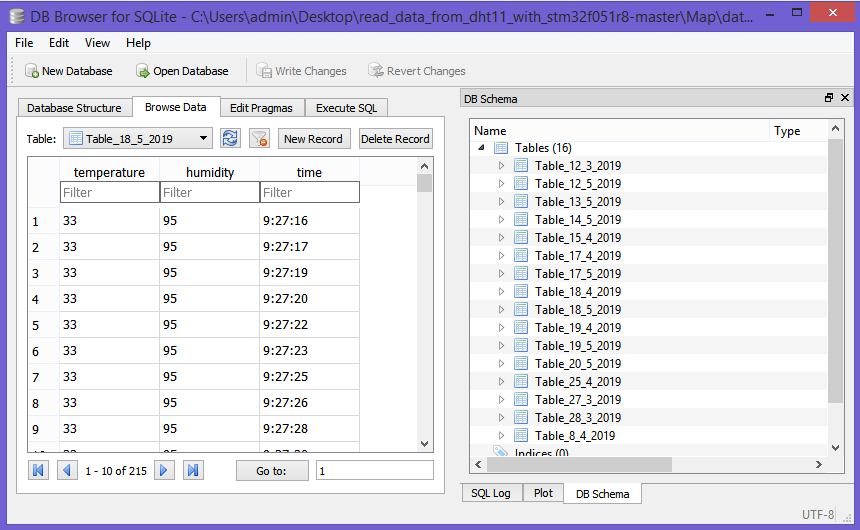 DB Browser for SQLite - C:\Users\admin\Desktop\read_data_from_dht11_with_stm32f051r8-master\Map\dat...
File Edit View Help
New Database Open Database Write Changes Revert Changes
Database Structure Browse Data Edit Pragmas Execute SQL
Table: Table_18_5_2019 New Record Delete Record
temperature humidity time
Filter Filter Filter
1 33 95 9:27:16
2 33 95 9:27:17
3 33 95 9:27:19
4 33 95 9:27:20
5 33 95 9:27:22
6 33 95 9:27:23
7 33 95 9:27:25
8 33 95 9:27:26
9 33 95 9:27:28
1 - 10 of 215 Go to: 1
DB Schema
Name Type
Tables (16)
Table_12_3_2019
Table_12_5_2019
Table_13_5_2019
Table_14_5_2019
Table_15_4_2019
Table_17_4_2019
Table_17_5_2019
Table_18_4_2019
Table_18_5_2019
Table_19_4_2019
Table_19_5_2019
Table_20_5_2019
Table_25_4_2019
Table_27_3_2019
Table_28_3_2019
Table_8_4_2019
Indices (0)
SQL Log Plot DB Schema
UTF-8